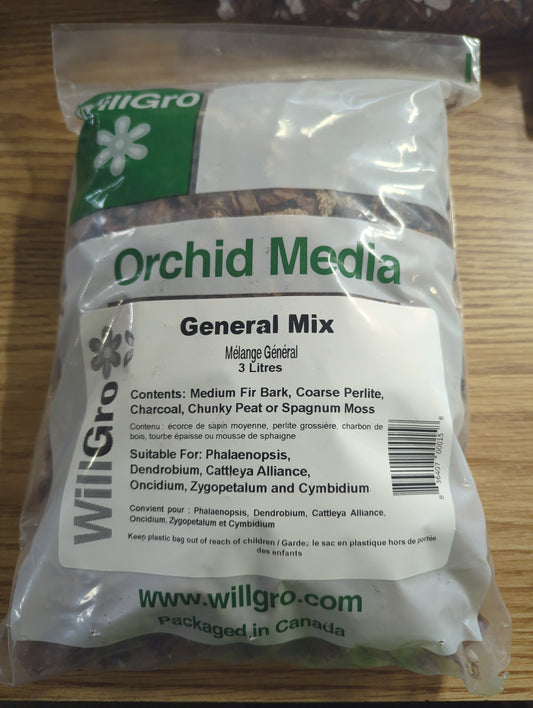 WillGro
Orchid Media
WillGro
General Mix
Mélange Général
3 Litres
Contents: Medium Fir Bark, Coarse Perlite,
Charcoal, Chunky Peat or Spagnum Moss
Contenu : écorce de sapin moyenne, perlite grossière, charbon de
bois, tourbe épaisse ou mousse de sphaigne
Suitable For: Phalaenopsis,
Dendrobium, Cattleya Alliance,
Oncidium, Zygopetalum and Cymbidium
Convient pour : Phalaenopsis, Dendrobium, Cattleya Alliance,
Oncidium, Zygopetalum et Cymbidium
Keep plastic bag out of reach of children / Gardez le sac en plastique hors de portée
des enfants
8 36407 00015 8
www.willgro.com
Packaged in Canada